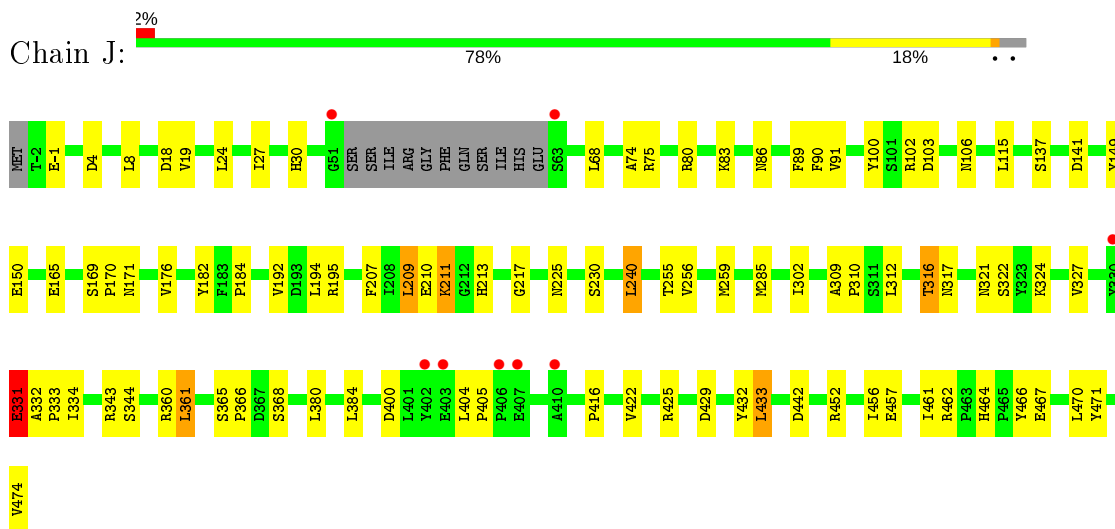 2%
Chain J:
78% 18% • •
MET T-2 E-1 D4 L8 D18 V19 L24 I27 H30 G51 SER SER ILE ARG GLY PHE GLN SER ILE HIS GLU S63 L68 A74 R75 R80 K83 N86 F89 F90 V91 Y100 S101 R102 D103 N106 L115 S137 D141 Y149
E150 E165 S169 P170 N171 V176 Y182 F183 P184 V192 D193 L194 R195 F207 I208 L209 E210 K211 G212 H213 G217 N225 S230 L240 T255 V256 M259 M285 I302 A309 P310 S311 L312 T316 N317 N321 S322 Y323 K324 V327
E331 A332 P333 I334 R343 S344 R360 L361 S365 P366 D367 S368 L380 L384 D400 L401 Y402 F403 L404 P405 P406 E407 A410 P416 V422 R425 D429 Y432 L433 D442 R452 I456 E457 I461 R462 P463 H464 P465 Y466 E467 L470 Y471
V474